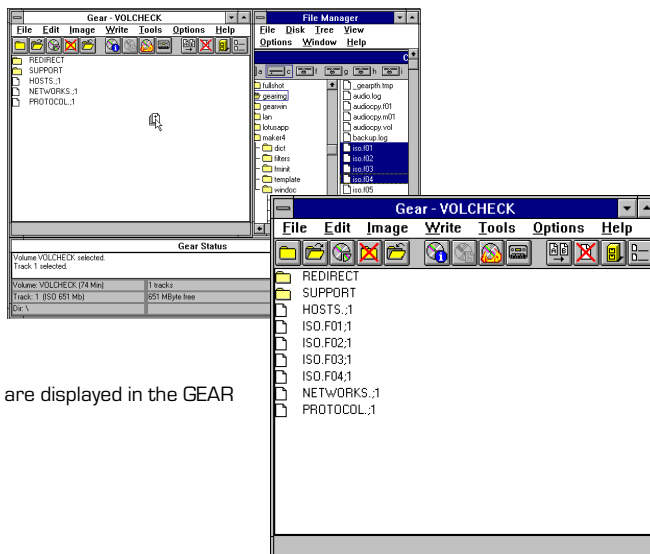 Gear - VOLCHECK
File Edit Image Write Tools Options Help
REDIRECT
SUPPORT
HOSTS.;1
NETWORKS.;1
PROTOCOL.;1
File Manager
File Disk Tree View
Options Window Help
C
a c f g h i
fullshot
gearimg
gearwin
lan
lotusapp
maker4
dict
filters
fminit
template
windoc
_gearpth.tmp
audio.log
audiocpy.f01
audiocpy.m01
audiocpy.vol
backup.log
iso.f01
iso.f02
iso.f03
iso.f04
iso.f05
Gear Status
Volume VOLCHECK selected.
Track 1 selected.
Volume: VOLCHECK (74 Min) 1 tracks
Track: 1 (ISO 651 Mb) 651 MByte free
Dir: \
Gear - VOLCHECK
File Edit Image Write Tools Options Help
REDIRECT
SUPPORT
HOSTS.;1
ISO.F01;1
ISO.F02;1
ISO.F03;1
ISO.F04;1
NETWORKS.;1
PROTOCOL.;1
are displayed in the GEAR